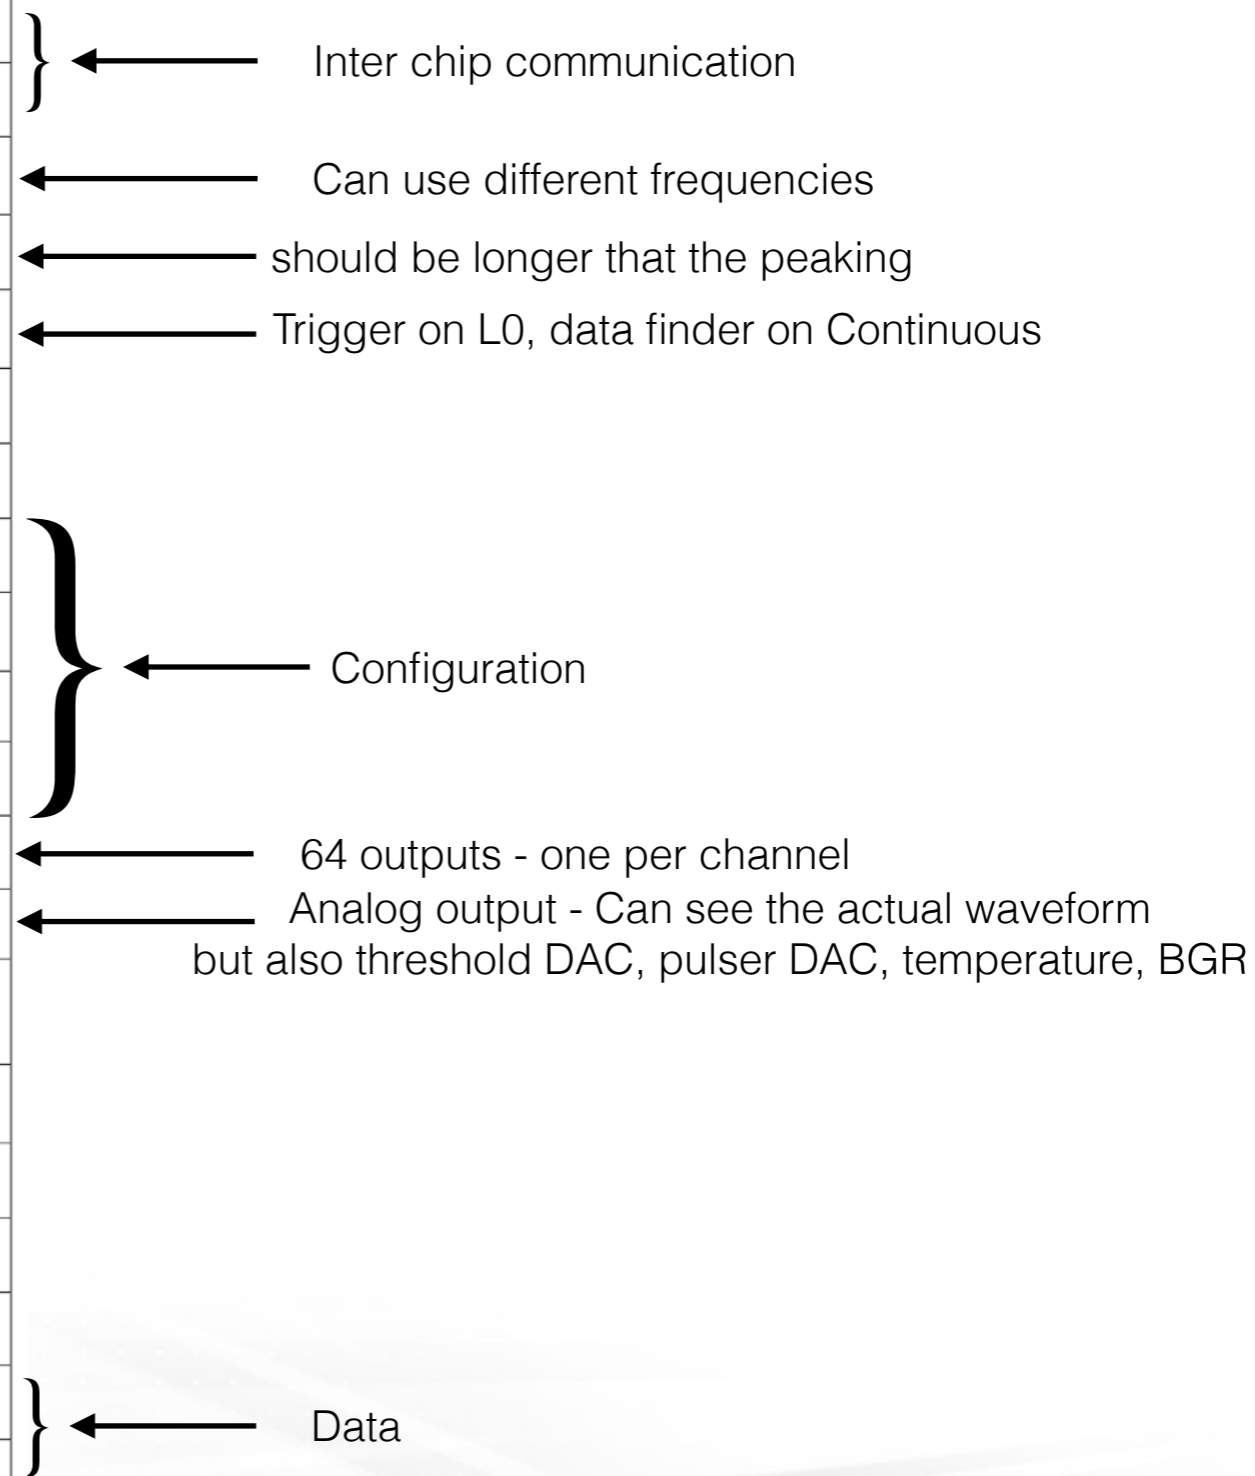 Inter chip communication
Can use different frequencies
should be longer that the peaking
Trigger on L0, data finder on Continuous
Configuration
64 outputs - one per channel
Analog output - Can see the actual waveform
but also threshold DAC, pulser DAC, temperature, BGR
Data